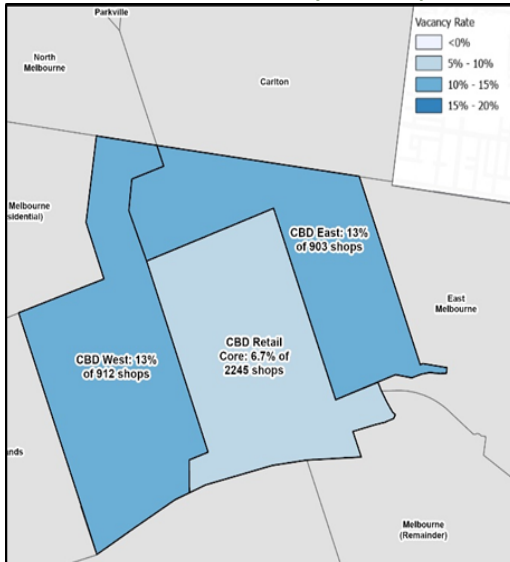 Parkville
Vacancy Rate
<0%
5% - 10%
10% - 15%
15% - 20%
North
Melbourne
Carlton
Melbourne
sidential)
CBD East: 13%
of 903 shops
East
Melbourne
CBD Retail
Core: 6.7% of
2245 shops
CBD West: 13%
of 912 shops
ands
Melbourne
(Remainder)